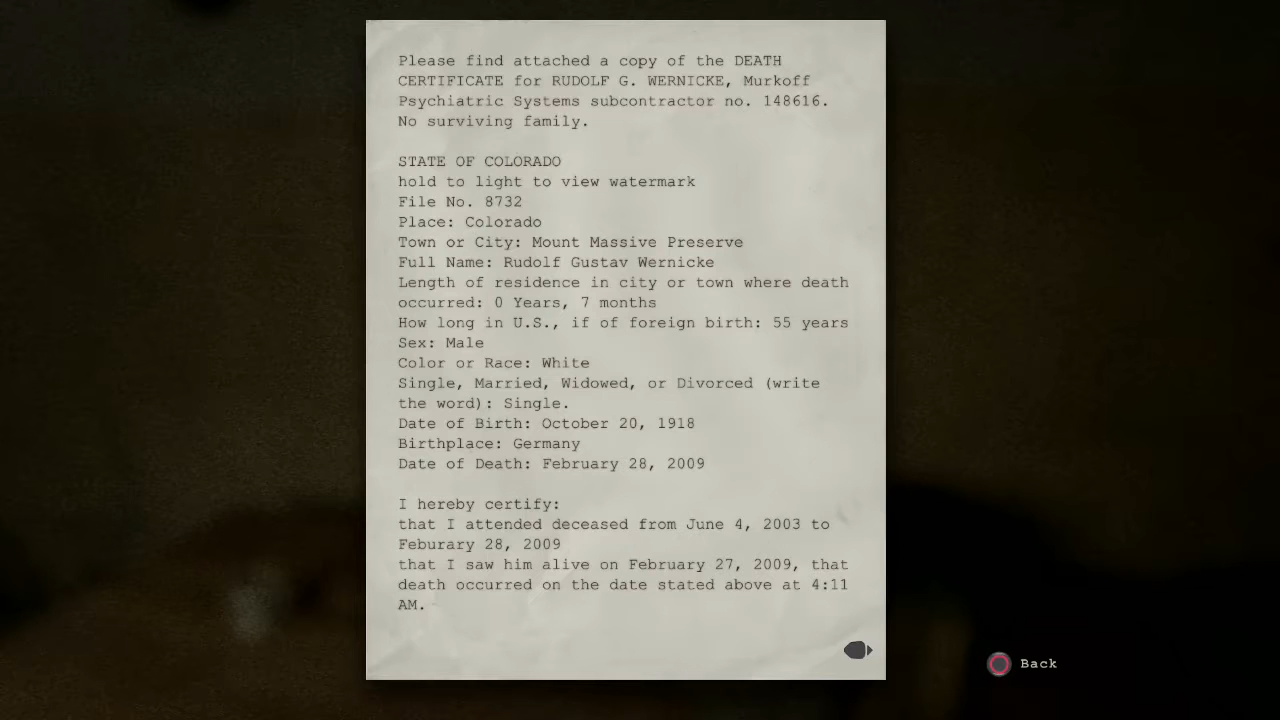 Please find attached a copy of the DEATH
CERTIFICATE for RUDOLF G. WERNICKE, Murkoff
Psychiatric Systems subcontractor no. 148616.
No surviving family.
STATE OF COLORADO
hold to light to view watermark
File No. 8732
Place: Colorado
Town or City: Mount Massive Preserve
Full Name: Rudolf Gustav Wernicke
Length of residence in city or town where death
occurred: 0 Years, 7 months
How long in U.S., if of foreign birth: 55 years
Sex: Male
Color or Race: White
Single, Married, Widowed, or Divorced (write
the word): Single.
Date of Birth: October 20, 1918
Birthplace: Germany
Date of Death: February 28, 2009
I hereby certify:
that I attended deceased from June 4, 2003 to
Feburary 28, 2009
that I saw him alive on February 27, 2009, that
death occurred on the date stated above at 4:11
AM.
Back